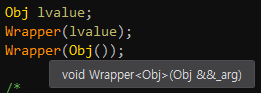 Obj lvalue;
Wrapper(lvalue);
Wrapper(Obj());
void Wrapper<Obj>(Obj &&_arg)
/*